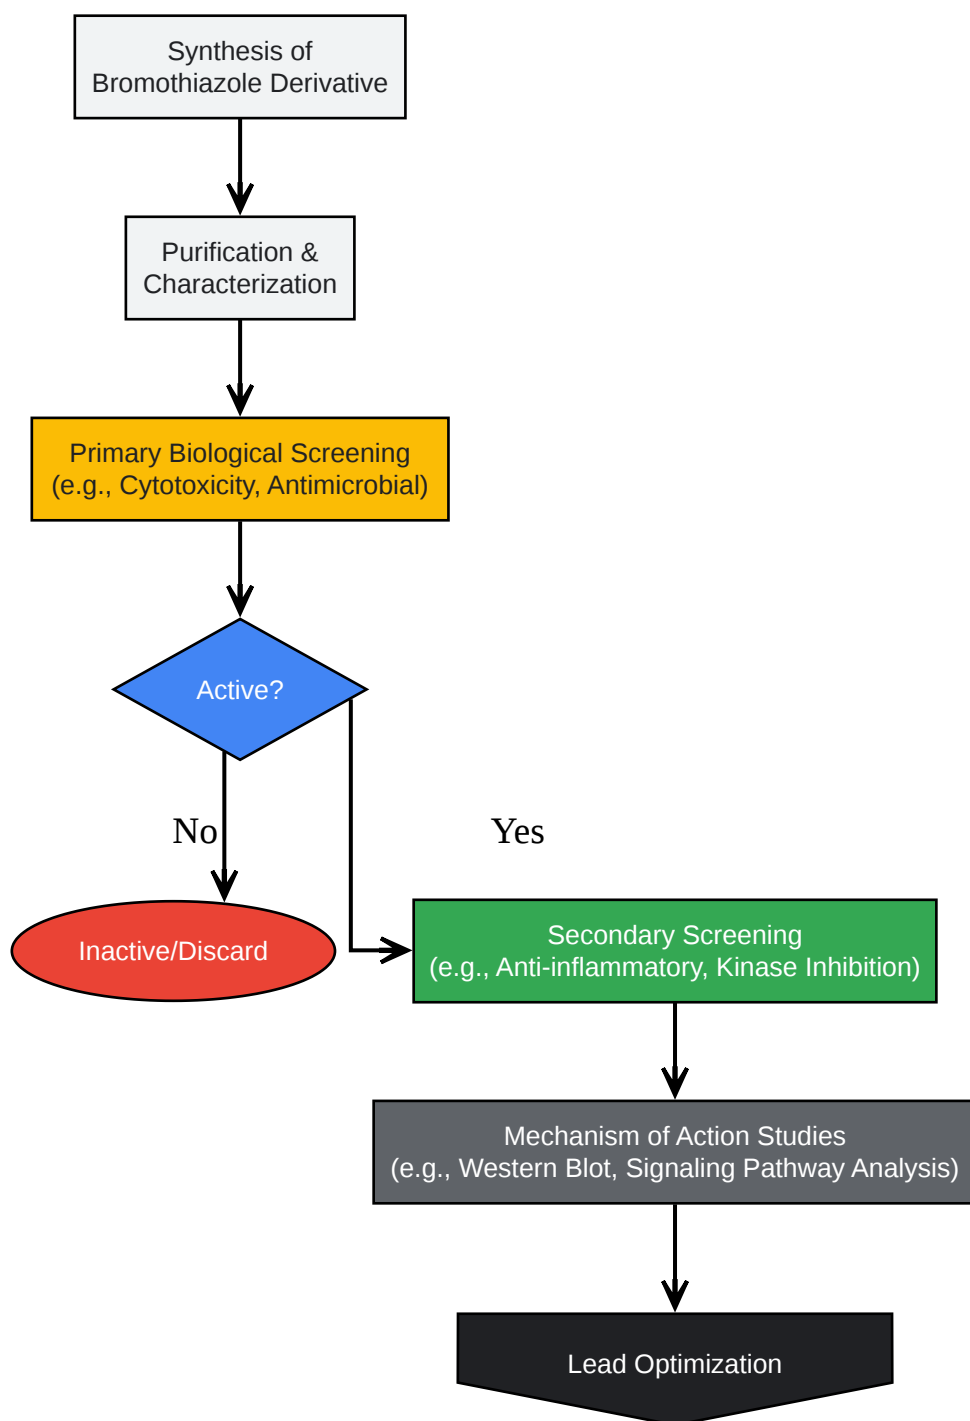 Synthesis of
Bromothiazole Derivative
Purification &
Characterization
Primary Biological Screening
(e.g., Cytotoxicity, Antimicrobial)
Active?
No
Yes
Inactive/Discard
Secondary Screening
(e.g., Anti-inflammatory, Kinase Inhibition)
Mechanism of Action Studies
(e.g., Western Blot, Signaling Pathway Analysis)
Lead Optimization